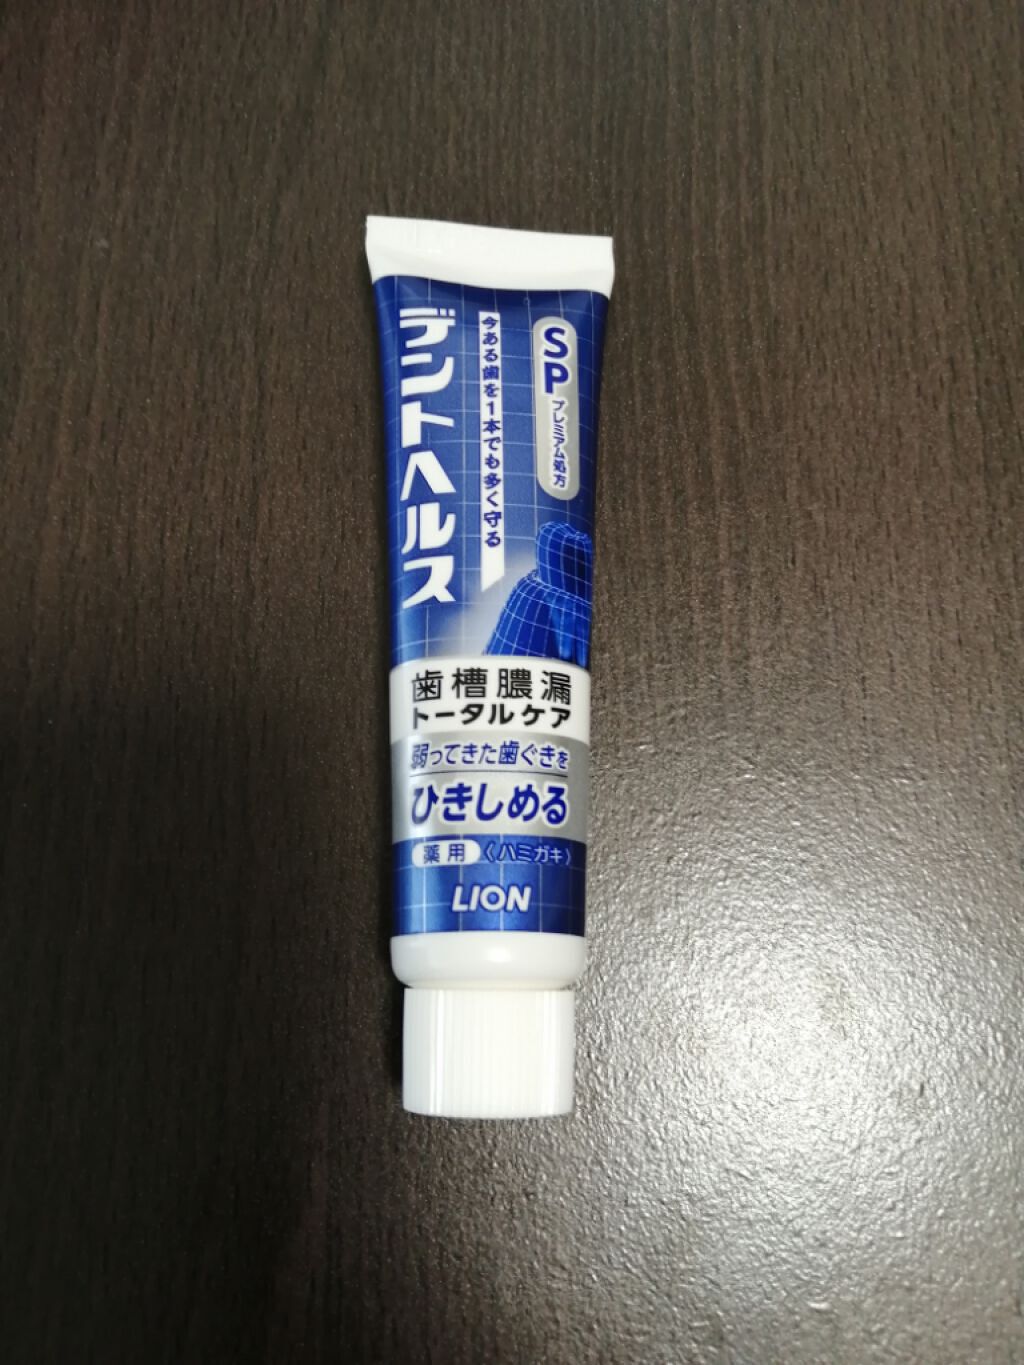 デントヘルス
今ある歯を1本でも多く守る
SP
プレミアム処方
歯槽膿漏
トータルケア
弱ってきた歯ぐきを
ひきしめる
薬用〈ハミガキ〉
LION